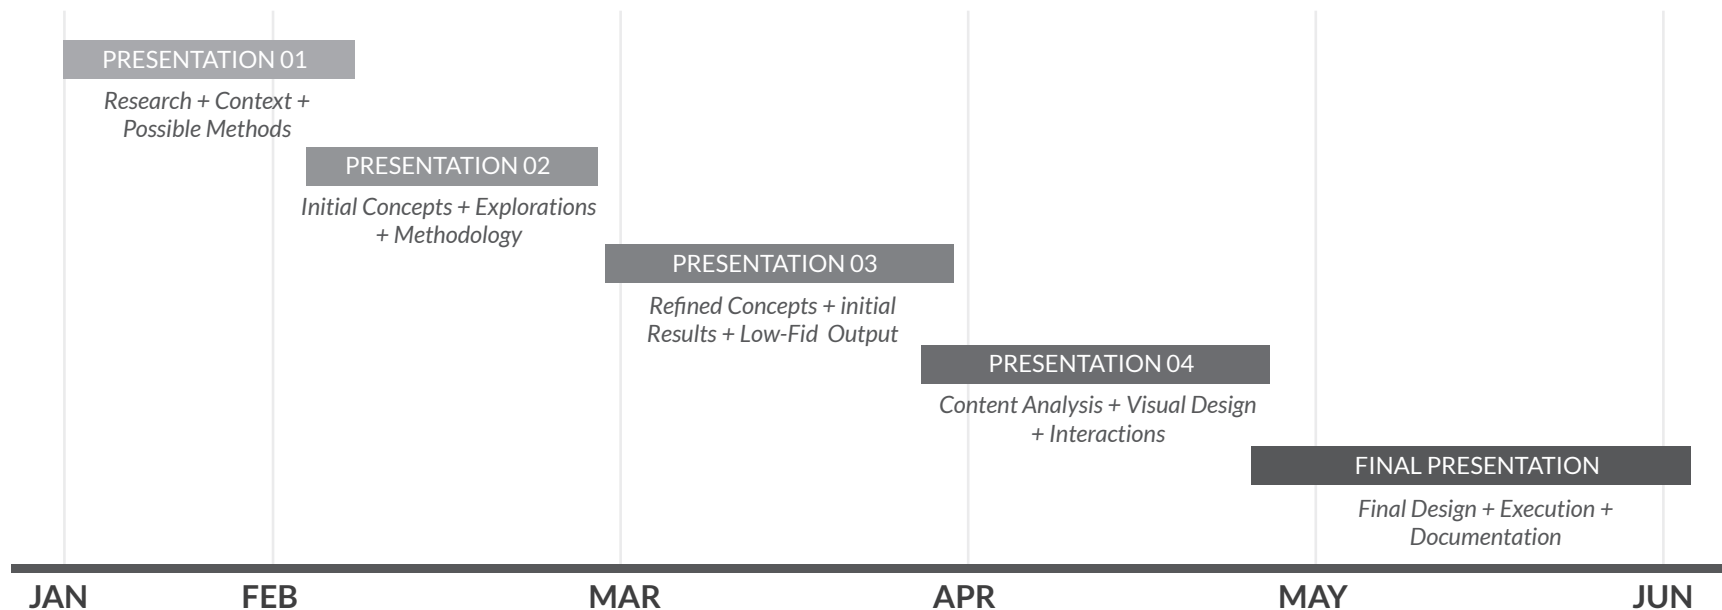 PRESENTATION 01
Research + Context +
Possible Methods
PRESENTATION 02
Initial Concepts + Explorations
+ Methodology
PRESENTATION 03
Refined Concepts + initial
Results + Low-Fid Output
PRESENTATION 04
Content Analysis + Visual Design
+ Interactions
FINAL PRESENTATION
Final Design + Execution +
Documentation
JAN FEB MAR APR MAY JUN